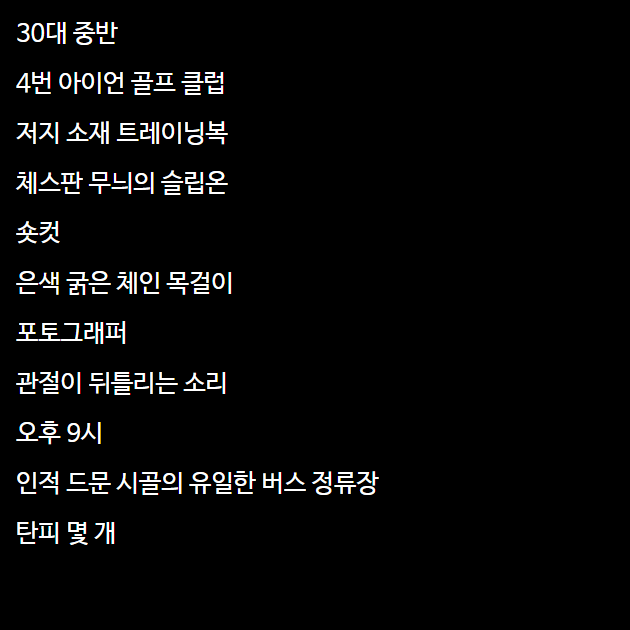 30대 중반
4번 아이언 골프 클럽
저지 소재 트레이닝복
체스판 무늬의 슬립온
숏컷
은색 굵은 체인 목걸이
포토그래퍼
관절이 뒤틀리는 소리
오후 9시
인적 드문 시골의 유일한 버스 정류장
탄피 몇 개